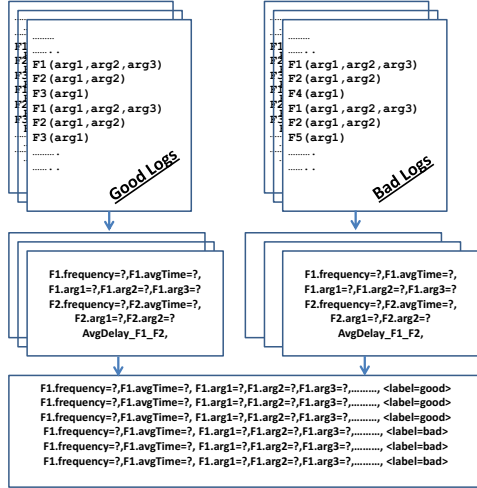 .........
.......
F1(arg1,arg2,arg3)
F2(arg1,arg2)
F3(arg1)
F1(arg1,arg2,arg3)
F2(arg1,arg2)
F3(arg1)
Good Logs
.........
.......
F1(arg1,arg2,arg3)
F2(arg1,arg2)
F4(arg1)
F1(arg1,arg2,arg3)
F2(arg1,arg2)
F5(arg1)
Bad Logs
F1.frequency=?,F1.avgTime=?,
F1.arg1=?,F1.arg2=?,F1.arg3=?
F2.frequency=?,F2.avgTime=?,
F2.arg1=?,F2.arg2=?
AvgDelay_F1_F2,
F1.frequency=?,F1.avgTime=?,
F1.arg1=?,F1.arg2=?,F1.arg3=?
F2.frequency=?,F2.avgTime=?,
F2.arg1=?,F2.arg2=?
AvgDelay_F1_F2,
F1.frequency=?,F1.avgTime=?, F1.arg1=?,F1.arg2=?,F1.arg3=?,........., <label=good>
F1.frequency=?,F1.avgTime=?, F1.arg1=?,F1.arg2=?,F1.arg3=?,........., <label=good>
F1.frequency=?,F1.avgTime=?, F1.arg1=?,F1.arg2=?,F1.arg3=?,........., <label=good>
F1.frequency=?,F1.avgTime=?, F1.arg1=?,F1.arg2=?,F1.arg3=?,........., <label=bad>
F1.frequency=?,F1.avgTime=?, F1.arg1=?,F1.arg2=?,F1.arg3=?,........., <label=bad>
F1.frequency=?,F1.avgTime=?, F1.arg1=?,F1.arg2=?,F1.arg3=?,........., <label=bad>